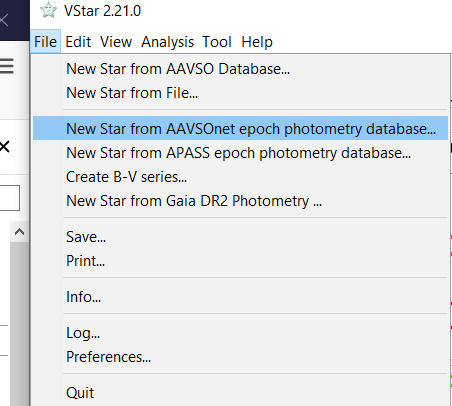 VStar 2.21.0
File Edit View Analysis Tool Help
New Star from AAVSO Database...
New Star from File...
New Star from AAVSOnet epoch photometry database...
New Star from APASS epoch photometry database...
Create B-V series...
New Star from Gaia DR2 Photometry ...
Save...
Print...
Info...
Log...
Preferences...
Quit